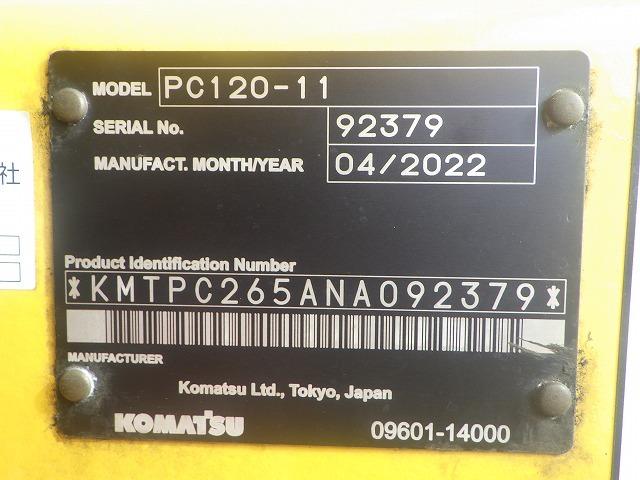 MODEL PC120-11
SERIAL No. 92379
MANUFACT. MONTH/YEAR 04/2022
社
Product Identification Number
*KMTPC265ANA092379*
MANUFACTURER
Komatsu Ltd., Tokyo, Japan
KOMATSU 09601-14000